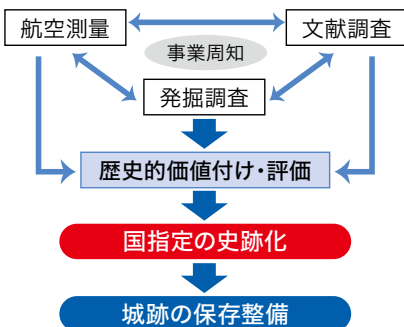 航空測量
文献調査
事業周知
発掘調査
歴史的価値付け・評価
国指定の史跡化
城跡の保存整備